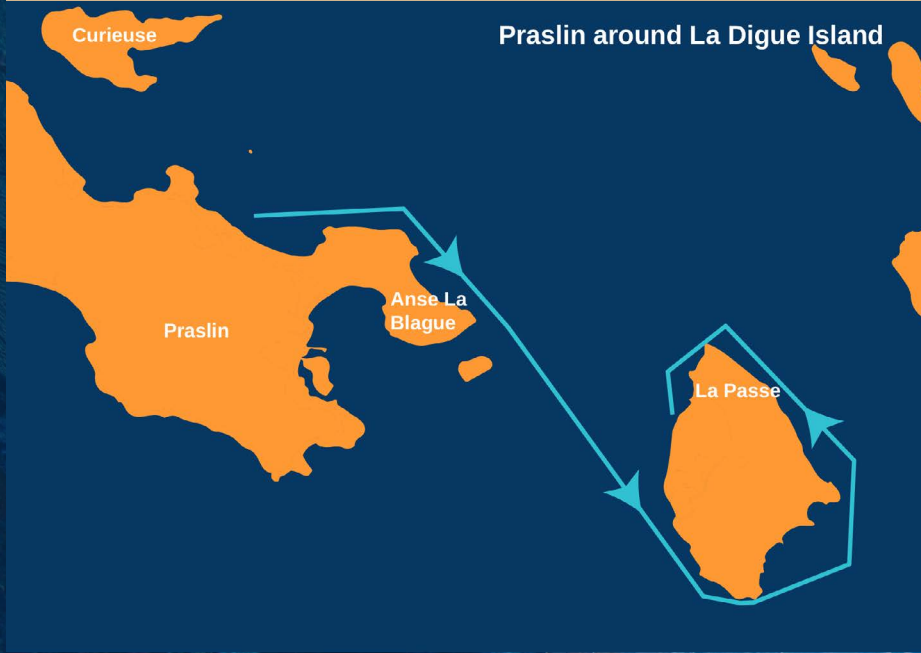 Curieuse
Praslin around La Digue Island
Anse La
Blague
Praslin
La Passe